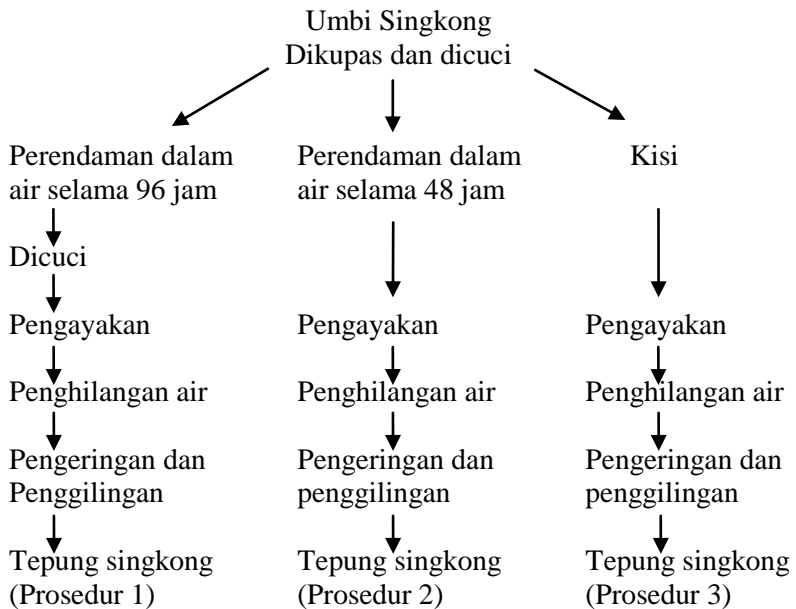 Umbi Singkong
Dikupas dan dicuci
Perendaman dalam
air selama 96 jam
Dicuci
Pengayakan
Penghilangan air
Pengeringan dan
Penggilingan
Tepung singkong
(Prosedur 1)
Perendaman dalam
air selama 48 jam
Pengayakan
Penghilangan air
Pengeringan dan
penggilingan
Tepung singkong
(Prosedur 2)
Kisi
Pengayakan
Penghilangan air
Pengeringan dan
penggilingan
Tepung singkong
(Prosedur 3)